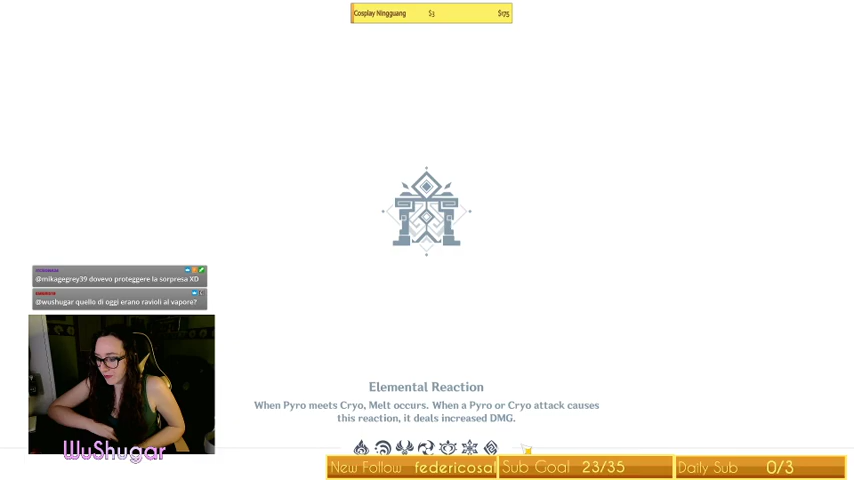 Cosplay Ningguang $3 $175
@mikagegrey39 dovevo proteggere la sorpresa XD
@wushugar quello di oggi erano ravioli al vapore?
Elemental Reaction
When Pyro meets Cryo, Melt occurs. When a Pyro or Cryo attack causes
this reaction, it deals increased DMG.
WuShugar
New Follow federicosal
Sub Goal 23/35
Daily Sub 0/3